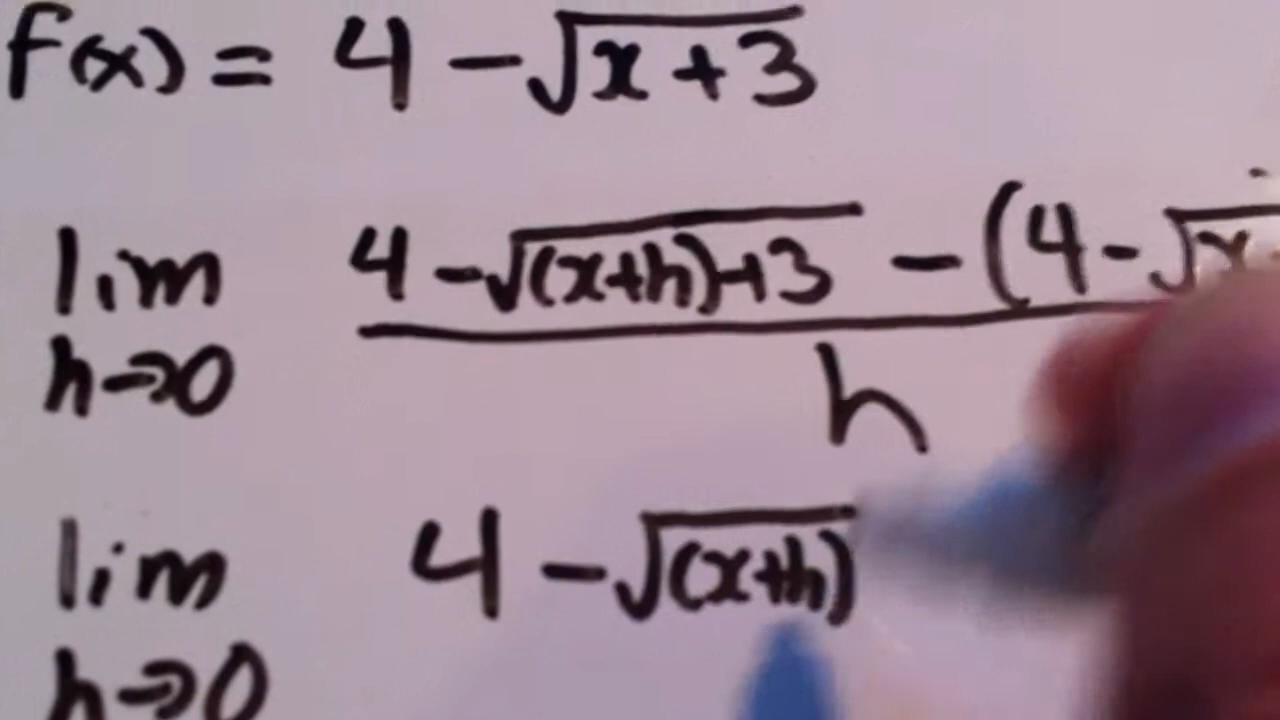 f(x) = 4 - √x + 3
lim 4 - √(x+h)+3 - (4 - √x
h→0 h
lim 4 - √(x+h)
h→0